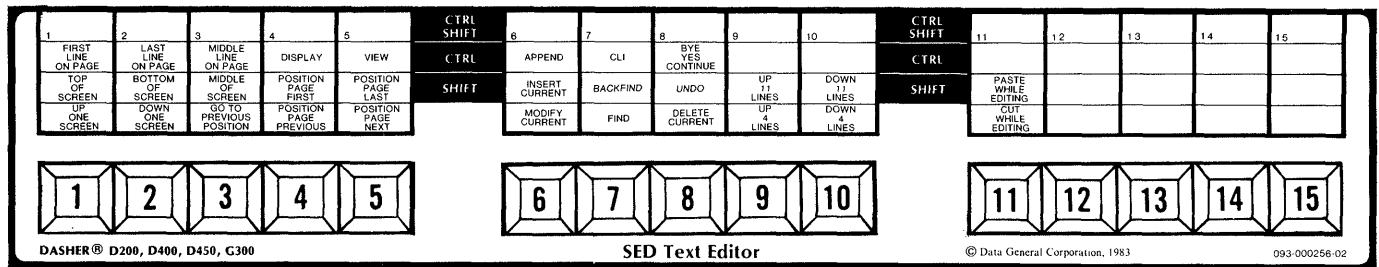 CTRL SHIFT CTRL SHIFT
1 2 3 4 5 6 7 8 9 10 11 12 13 14 15
FIRST LINE ON PAGE
LAST LINE ON PAGE
MIDDLE LINE ON PAGE
DISPLAY
VIEW
CTRL
APPEND
CLI
BYE YES CONTINUE
CTRL
TOP OF SCREEN
BOTTOM OF SCREEN
MIDDLE OF SCREEN
POSITION PAGE FIRST
POSITION PAGE LAST
SHIFT
INSERT CURRENT
BACKFIND
UNDO
UP 11 LINES
DOWN 11 LINES
SHIFT
PASTE WHILE EDITING
UP ONE SCREEN
DOWN ONE SCREEN
GO TO PREVIOUS POSITION
POSITION PAGE PREVIOUS
POSITION PAGE NEXT
MODIFY CURRENT
FIND
DELETE CURRENT
UP 4 LINES
DOWN 4 LINES
CUT WHILE EDITING
1 2 3 4 5 6 7 8 9 10 11 12 13 14 15
DASHER® D200, D400, D450, G300
SED Text Editor
© Data General Corporation, 1983
093-000256-02